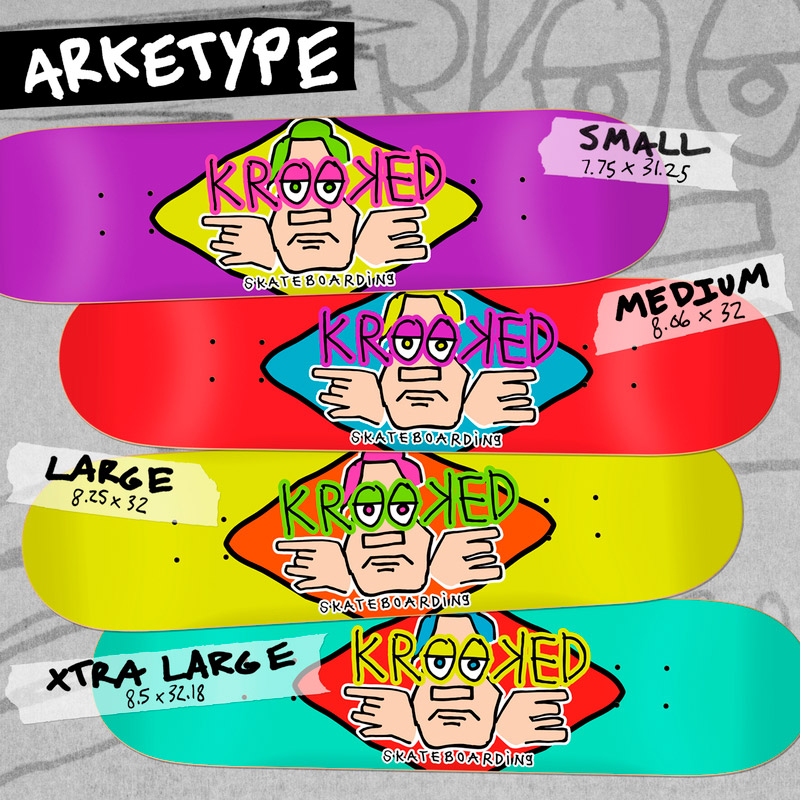 ARKETYPE
SMALL
7.75 x 31.25
KROOKED
SKATEBOARDiNg
MEDIUM
8.06 x 32
KROOKED
SKATEBOARDiNg
LARGE
8.25 x 32
KROOKED
SKATEBOARDiNg
XTRA LARGE
8.5 x 32.18
KROOKED
SKATEBOARDiNg